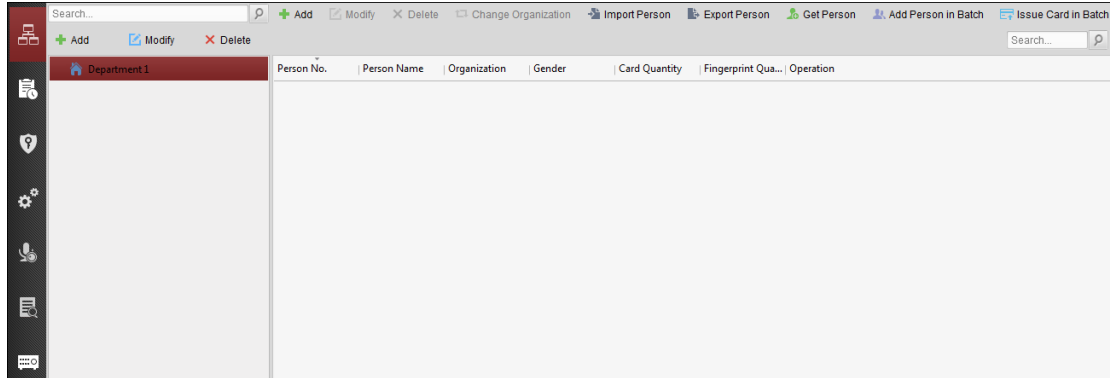 Search...
Add Modify Delete Change Organization Import Person Export Person Get Person Add Person in Batch Issue Card in Batch
Add Modify Delete
Search...
Department 1
Person No. Person Name Organization Gender Card Quantity Fingerprint Qua... Operation